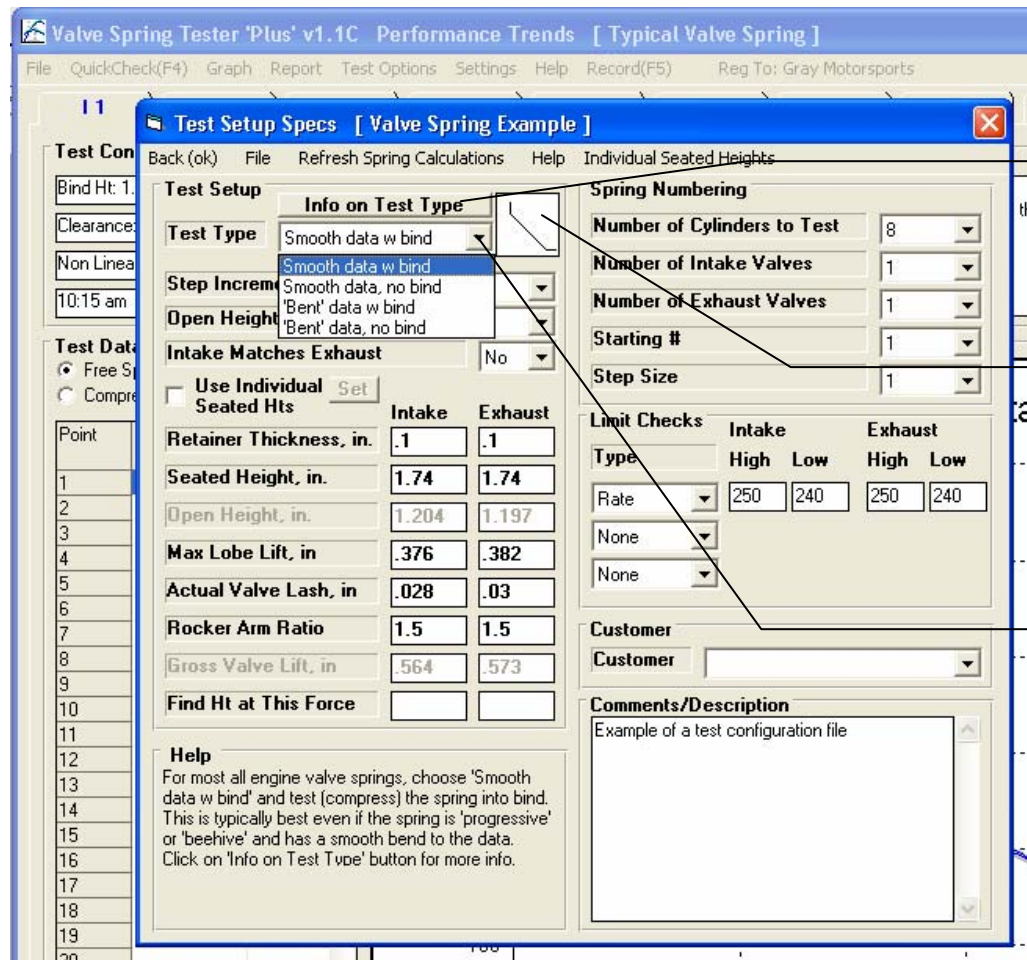 Valve Spring Tester 'Plus' v1.1C Performance Trends [ Typical Valve Spring ]
File QuickCheck(F4) Graph Report Test Options Settings Help Record(F5) Reg To: Gray Motorsports
I 1
Test Con
Bind Ht: 1.
Clearance:
Non Linea
10:15 am
Test Data
Free Sp
Compre
Point
1
2
3
4
5
6
7
8
9
10
11
12
13
14
15
16
17
18
19
20
Test Setup Specs [ Valve Spring Example ]
Back (ok) File Refresh Spring Calculations Help Individual Seated Heights
Test Setup
Info on Test Type
Test Type Smooth data w bind
Smooth data w bind
Smooth data, no bind
'Bent' data w bind
'Bent' data, no bind
Step Increme
Open Height
Intake Matches Exhaust No
Use Individual Seated Hts Set
Intake Exhaust
Retainer Thickness, in. .1 .1
Seated Height, in. 1.74 1.74
Open Height, in. 1.204 1.197
Max Lobe Lift, in .376 .382
Actual Valve Lash, in .028 .03
Rocker Arm Ratio 1.5 1.5
Gross Valve Lift, in .564 .573
Find Ht at This Force
Help
For most all engine valve springs, choose 'Smooth
data w bind' and test (compress) the spring into bind.
This is typically best even if the spring is 'progressive'
or 'beehive' and has a smooth bend to the data.
Click on 'Info on Test Type' button for more info.
Spring Numbering
Number of Cylinders to Test 8
Number of Intake Valves 1
Number of Exhaust Valves 1
Starting # 1
Step Size 1
Limit Checks
Intake Exhaust
Type High Low High Low
Rate 250 240 250 240
None
None
Customer
Customer
Comments/Description
Example of a test configuration file